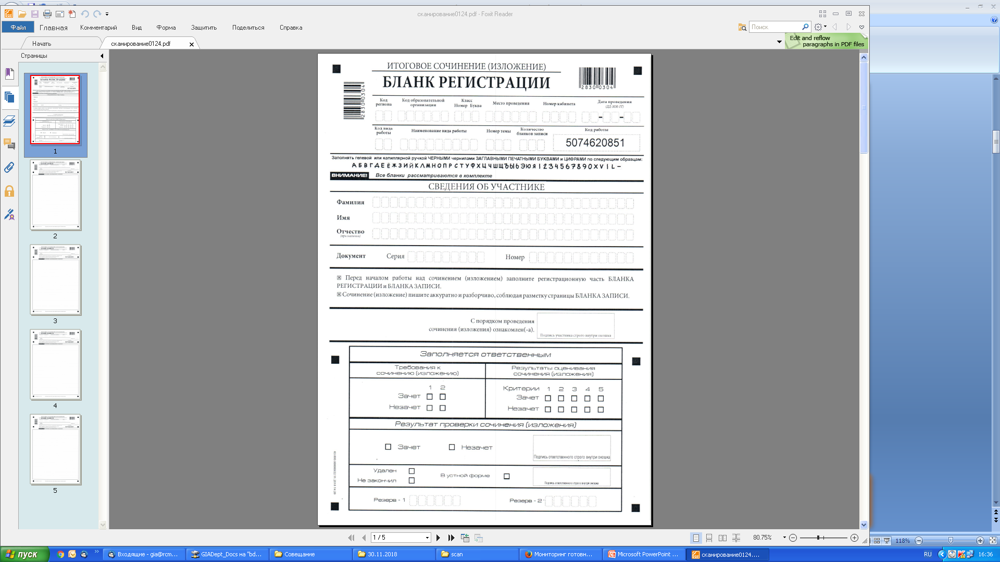 сканирование0124.pdf - Foxit Reader
Файл Главная Комментарий Вид Форма Защитить Поделиться Справка
Поиск
Начать сканирование0124.pdf
Edit and reflow
paragraphs in PDF files
Страницы
1
2
3
4
5
ИТОГОВОЕ СОЧИНЕНИЕ (ИЗЛОЖЕНИЕ)
БЛАНК РЕГИСТРАЦИИ
2830 0304
2830 0304
Код региона
Код образовательной организации
Класс
Номер Буква
Место проведения
Номер кабинета
Дата проведения
(ДД-ММ-ГГ)
Код вида работы
Наименование вида работы
Номер темы
Количество бланков записи
Код работы
5074620851
Заполнять гелевой или капиллярной ручкой ЧЕРНЫМИ чернилами ЗАГЛАВНЫМИ ПЕЧАТНЫМИ БУКВАМИ и ЦИФРАМИ по следующим образцам:
А Б В Г Д Е Ё Ж З И Й К Л М Н О П Р С Т У Ф Х Ц Ч Ш Щ Ъ Ы Ь Э Ю Я 1 2 3 4 5 6 7 8 9 0 X V I L -
ВНИМАНИЕ! Все бланки рассматриваются в комплекте
СВЕДЕНИЯ ОБ УЧАСТНИКЕ
Фамилия
Имя
Отчество
(при наличии)
Документ Серия Номер
Перед началом работы над сочинением (изложением) заполните регистрационную часть БЛАНКА
РЕГИСТРАЦИИ и БЛАНКА ЗАПИСИ.
Сочинение (изложение) пишите аккуратно и разборчиво, соблюдая разметку страницы БЛАНКА ЗАПИСИ.
С порядком проведения
сочинения (изложения) ознакомлен(-а).
Подпись участника строго внутри окошка
Заполняется ответственным
Требования к
сочинению (изложению)
Результаты оценивания
сочинения (изложения)
1 2
Зачет
Незачет
Критерии 1 2 3 4 5
Зачет
Незачет
Результат проверки сочинения (изложения)
Зачет Незачет
Подпись ответственного строго внутри окошка
Удален
Не закончил
В устной форме
Подпись ответственного строго внутри окошка
Резерв - 1 Резерв - 2
1 / 5
80.75%
118%
пуск
Входящие - gia@rcm...
GIADept_Docs на "bd...
Совещание
30.11.2018
scan
Мониторинг готовн...
Microsoft PowerPoint ...
сканирование0124....
RU
16:36